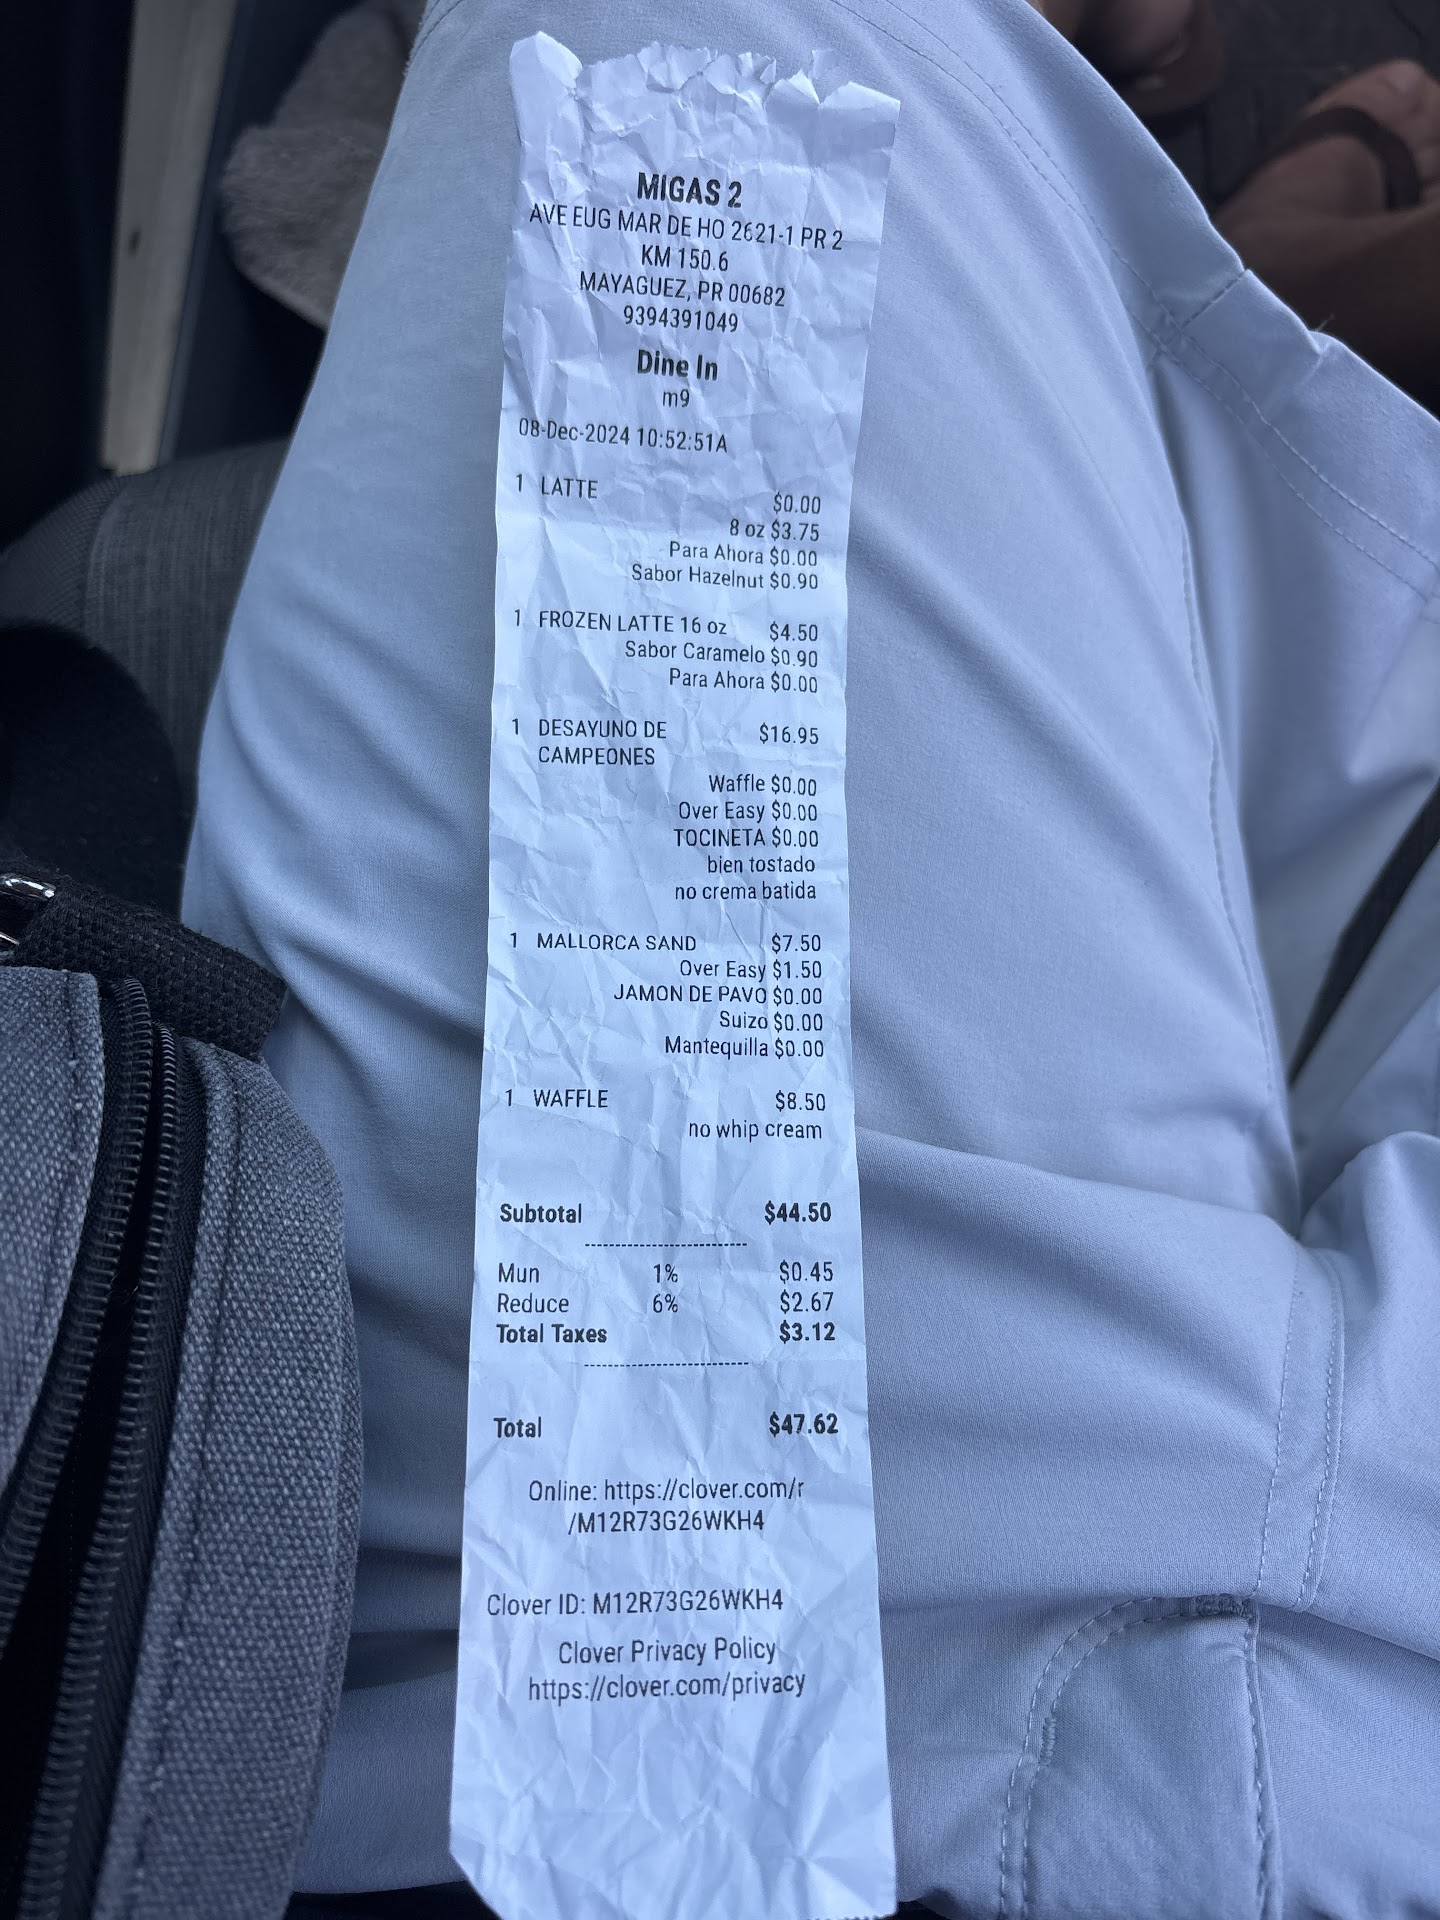 MIGAS 2
AVE EUG MAR DE HO 2621-1 PR 2
KM 150.6
MAYAGUEZ, PR 00682
9394391049
Dine In
m9
08-Dec-2024 10:52:51A
1 LATTE $0.00
8 oz $3.75
Para Ahora $0.00
Sabor Hazelnut $0.90
1 FROZEN LATTE 16 oz $4.50
Sabor Caramelo $0.90
Para Ahora $0.00
1 DESAYUNO DE $16.95
CAMPEONES
Waffle $0.00
Over Easy $0.00
TOCINETA $0.00
bien tostado
no crema batida
1 MALLORCA SAND $7.50
Over Easy $1.50
JAMON DE PAVO $0.00
Suizo $0.00
Mantequilla $0.00
1 WAFFLE $8.50
no whip cream
Subtotal $44.50
Mun 1% $0.45
Reduce 6% $2.67
Total Taxes $3.12
Total $47.62
Online: https://clover.com/r
/M12R73G26WKH4
Clover ID: M12R73G26WKH4
Clover Privacy Policy
https://clover.com/privacy